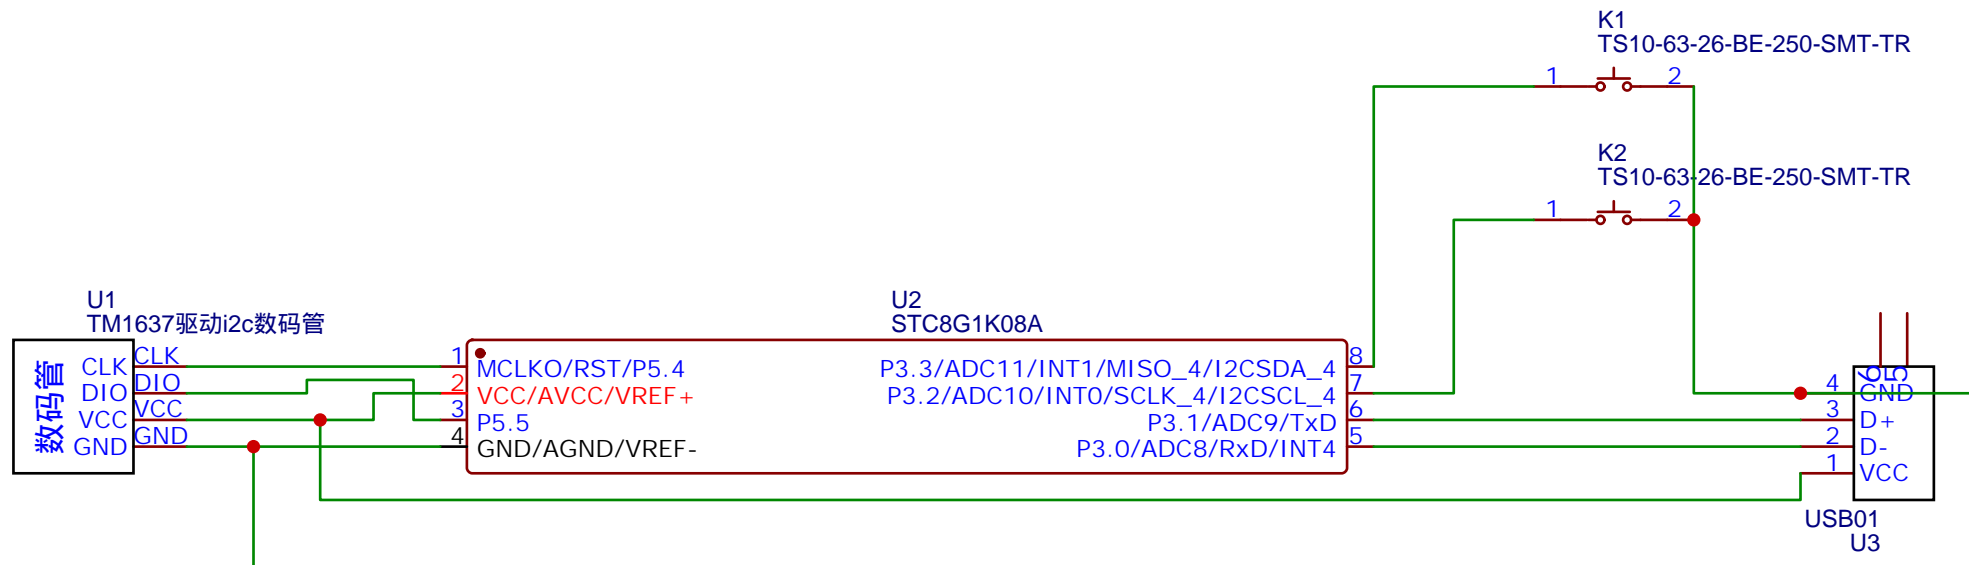 K1
TS10-63-26-BE-250-SMT-TR
1
2
K2
TS10-63-26-BE-250-SMT-TR
1
2
U1
TM1637驱动i2c数码管
数码管
CLK
DIO
VCC
GND
CLK
DIO
VCC
GND
U2
STC8G1K08A
1
2
3
4
MCLKO/RST/P5.4
VCC/AVCC/VREF+
P5.5
GND/AGND/VREF-
P3.3/ADC11/INT1/MISO_4/I2CSDA_4
P3.2/ADC10/INT0/SCLK_4/I2CSCL_4
P3.1/ADC9/TxD
P3.0/ADC8/RxD/INT4
8
7
6
5
6
5
4
3
2
1
GND
D+
D-
VCC
USB01
U3